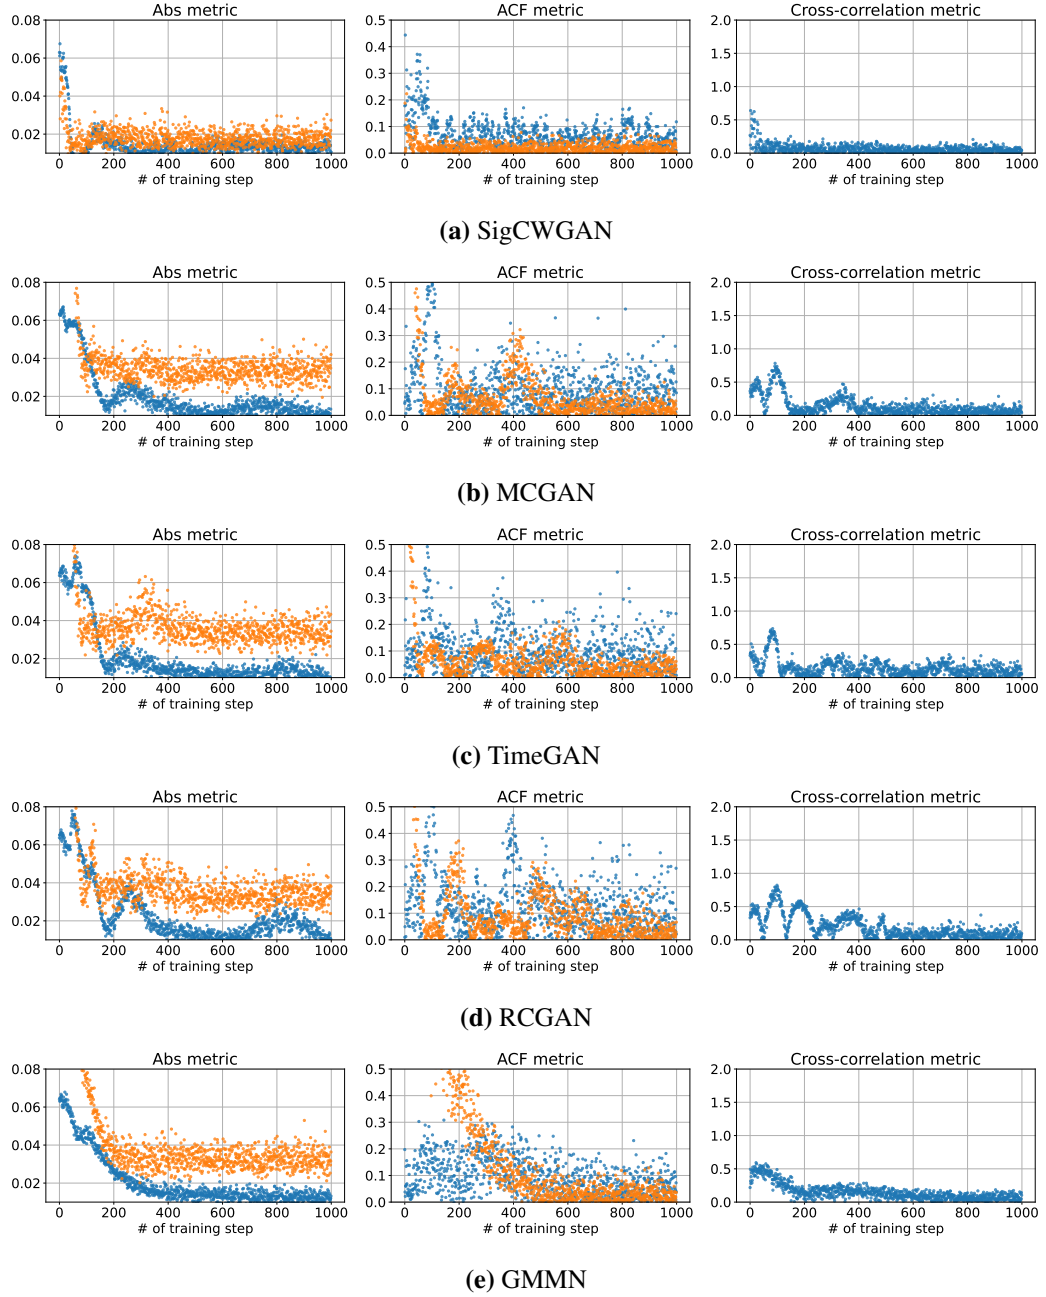 Abs metric ACF metric Cross-correlation metric
0.08 0.5 2.0
0.4 1.5
0.06 0.3 1.0
0.04 0.2
0.02 0.1 0.5
0.0 0.0
0 200 400 600 800 1000 0 200 400 600 800 1000 0 200 400 600 800 1000
# of training step # of training step # of training step
(a) SigCWGAN
Abs metric ACF metric Cross-correlation metric
0.08 0.5 2.0
0.4 1.5
0.06 0.3 1.0
0.04 0.2
0.02 0.1 0.5
0.0 0.0
0 200 400 600 800 1000 0 200 400 600 800 1000 0 200 400 600 800 1000
# of training step # of training step # of training step
(b) MCGAN
Abs metric ACF metric Cross-correlation metric
0.08 0.5 2.0
0.4 1.5
0.06 0.3 1.0
0.04 0.2
0.02 0.1 0.5
0.0 0.0
0 200 400 600 800 1000 0 200 400 600 800 1000 0 200 400 600 800 1000
# of training step # of training step # of training step
(c) TimeGAN
Abs metric ACF metric Cross-correlation metric
0.08 0.5 2.0
0.4 1.5
0.06 0.3 1.0
0.04 0.2
0.02 0.1 0.5
0.0 0.0
0 200 400 600 800 1000 0 200 400 600 800 1000 0 200 400 600 800 1000
# of training step # of training step # of training step
(d) RCGAN
Abs metric ACF metric Cross-correlation metric
0.08 0.5 2.0
0.4 1.5
0.06 0.3 1.0
0.04 0.2
0.02 0.1 0.5
0.0 0.0
0 200 400 600 800 1000 0 200 400 600 800 1000 0 200 400 600 800 1000
# of training step # of training step # of training step
(e) GMMN